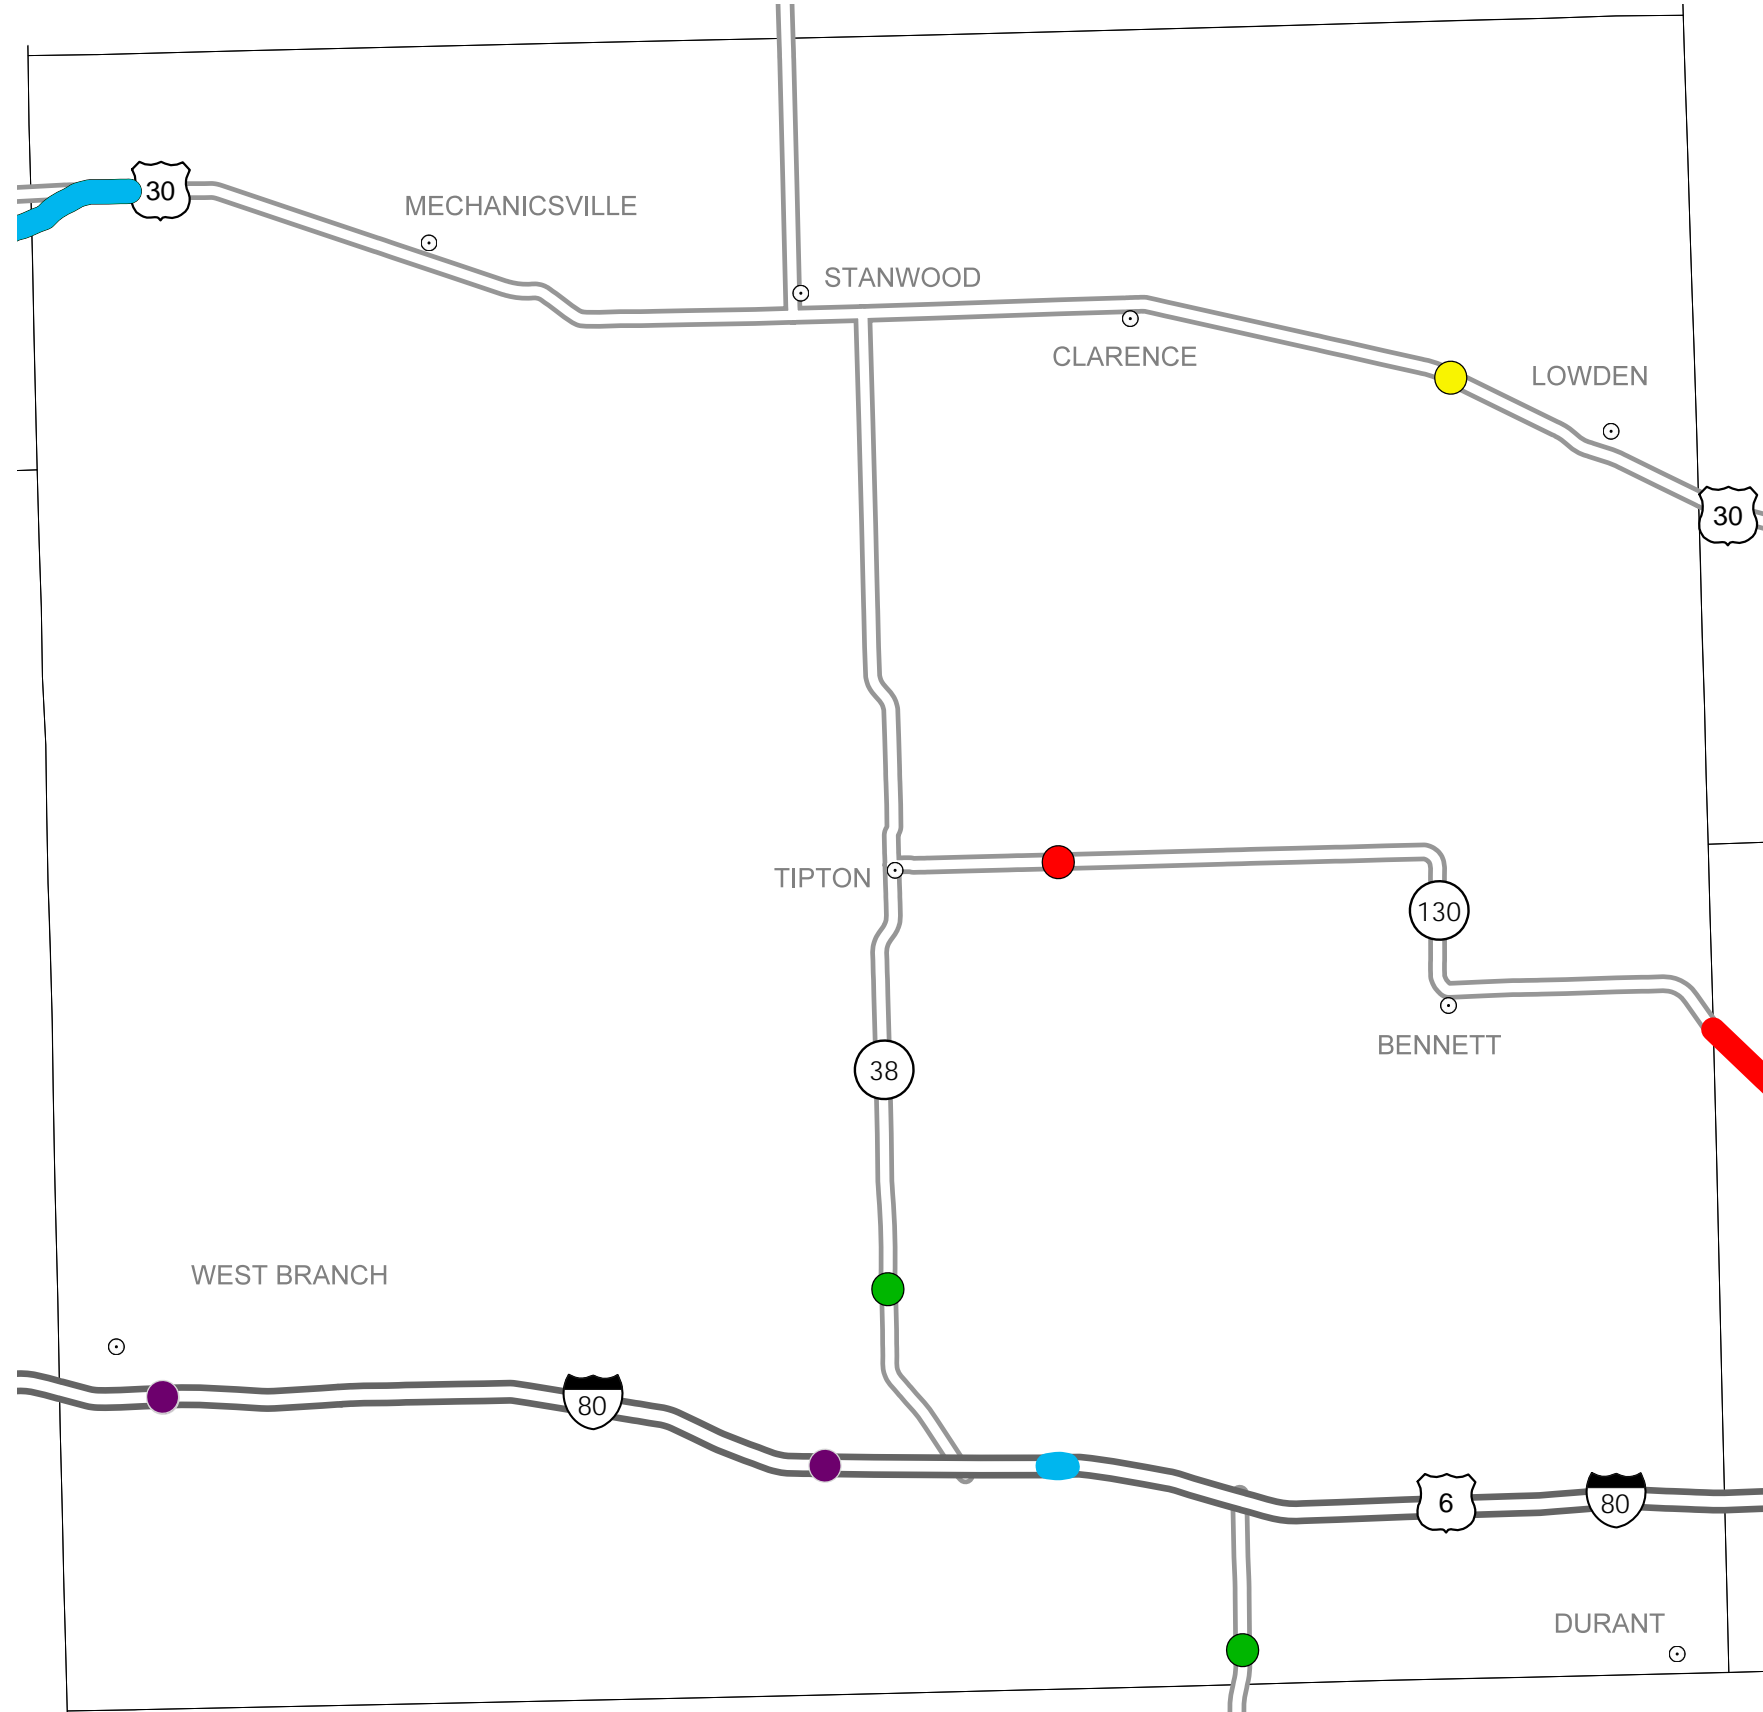 30
MECHANICSVILLE
STANWOOD
CLARENCE
LOWDEN
30
TIPTON
130
BENNETT
38
WEST BRANCH
80
6
80
DURANT